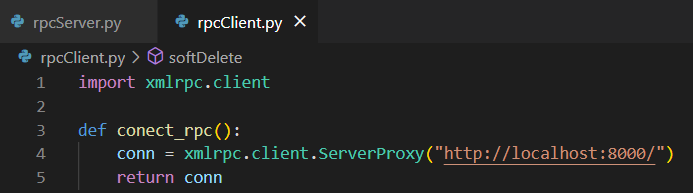 rpcServer.py rpcClient.py ×
rpcClient.py > softDelete
1 import xmlrpc.client
2
3 def conect_rpc():
4 conn = xmlrpc.client.ServerProxy("http://localhost:8000/")
5 return conn